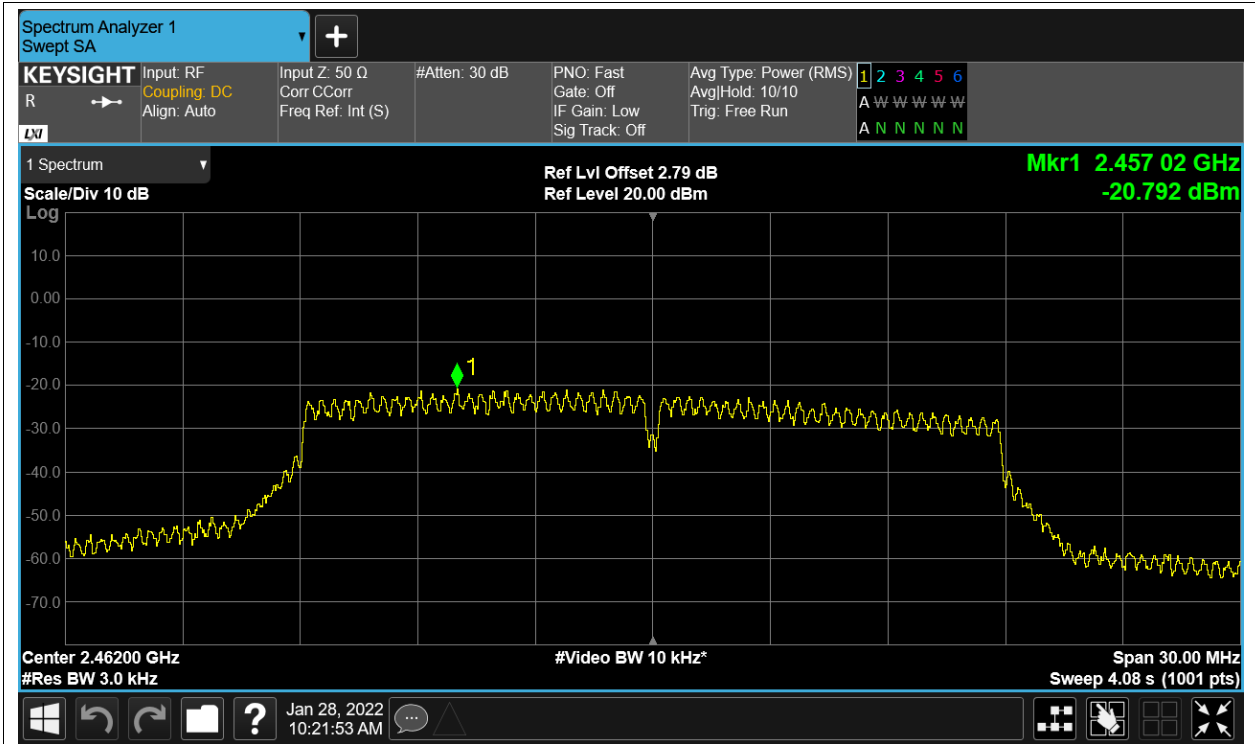 Spectrum Analyzer 1
Swept SA
+
KEYSIGHT
R
LXI
Input: RF
Coupling: DC
Align: Auto
Input Z: 50 Ω
Corr CCorr
Freq Ref: Int (S)
#Atten: 30 dB
PNO: Fast
Gate: Off
IF Gain: Low
Sig Track: Off
Avg Type: Power (RMS)
Avg|Hold: 10/10
Trig: Free Run
1 2 3 4 5 6
A W W W W W
A N N N N N
1 Spectrum
Scale/Div 10 dB
Log
Ref Lvl Offset 2.79 dB
Ref Level 20.00 dBm
Mkr1 2.457 02 GHz
-20.792 dBm
10.0
0.00
-10.0
1
-20.0
-30.0
-40.0
-50.0
-60.0
-70.0
Center 2.46200 GHz
#Res BW 3.0 kHz
#Video BW 10 kHz*
Span 30.00 MHz
Sweep 4.08 s (1001 pts)
?
Jan 28, 2022
10:21:53 AM